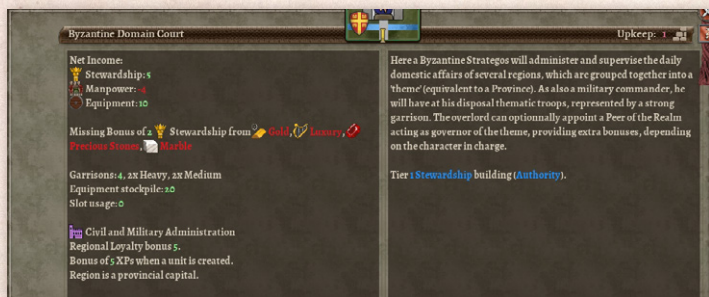 Byzantine Domain Court
Upkeep: 1
Net Income:
Stewardship: 5
Manpower: -4
Equipment: 10
Missing Bonus of 2 Stewardship from Gold, Luxury,
Precious Stones, Marble
Garrisons: 4, 2x Heavy, 2x Medium
Equipment stockpile: 20
Slot usage: 0
Civil and Military Administration
Regional Loyalty bonus 5.
Bonus of 5 XPs when a unit is created.
Region is a provincial capital.
Here a Byzantine Strategos will administer and supervise the daily
domestic affairs of several regions, which are grouped together into a
'theme' (equivalent to a Province). As also a military commander, he
will have at his disposal thematic troops, represented by a strong
garrison. The overlord can optionnally appoint a Peer of the Realm
acting as governor of the theme, providing extra bonuses, depending
on the character in charge.
Tier 1 Stewardship building (Authority).